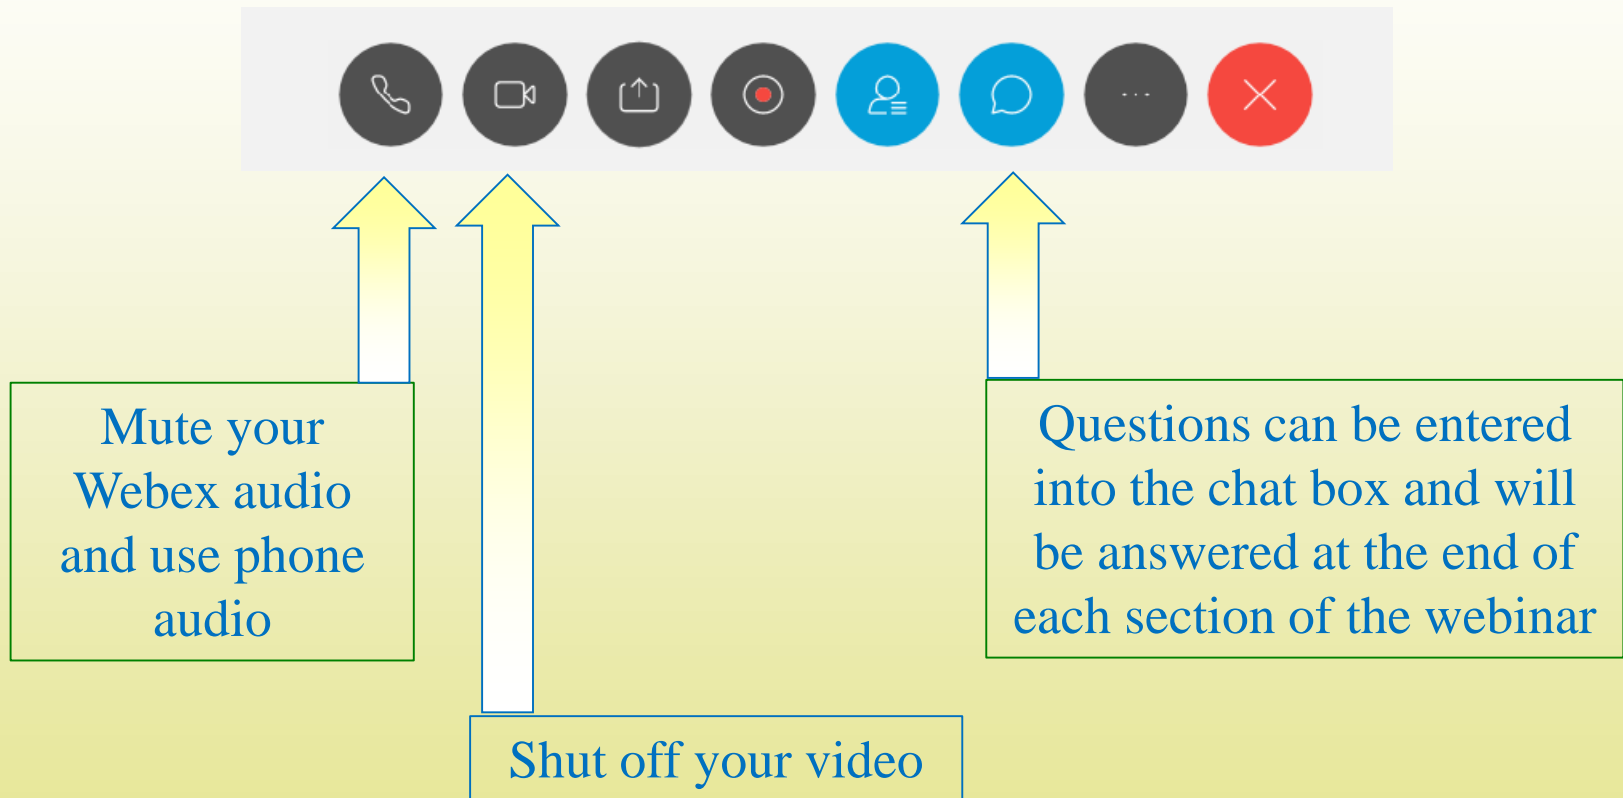 Mute your
Webex audio
and use phone
audio
Questions can be entered
into the chat box and will
be answered at the end of
each section of the webinar
Shut off your video